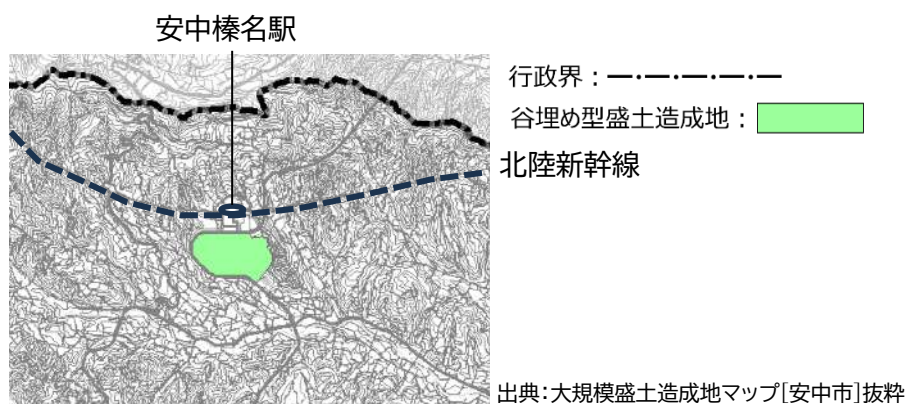 安中榛名駅
行政界：
谷埋め型盛土造成地：
北陸新幹線
出典：大規模盛土造成地マップ[安中市]抜粋